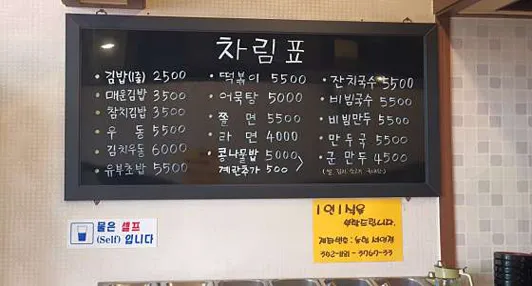 차림표
· 김밥(1줄) 2500
· 매운김밥 3500
· 참치김밥 3500
· 우동 5500
· 김치우동 6000
· 유부초밥 5500
· 떡볶이 5500
· 어묵탕 5000
· 쫄면 5500
· 라면 4000
· 콩나물밥 5000
계란추가 500
· 잔치국수 5500
· 비빔국수 5500
· 비빔만두 5500
· 만두국 5500
· 군만두 4500
물은 셀프
(Self) 입니다